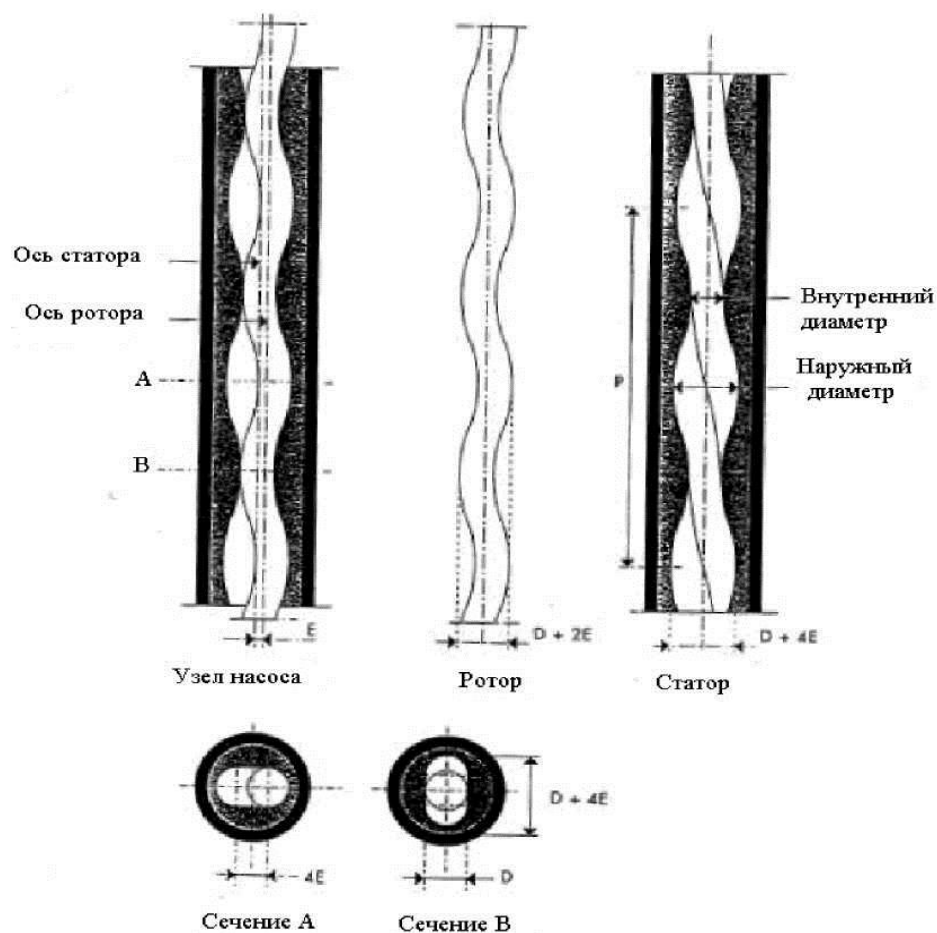 Ось статора
Ось ротора
A
B
E
Узел насоса
D + 2E
Ротор
P
Внутренний
диаметр
Наружный
диаметр
D + 4E
Статор
4E
Сечение A
D + 4E
D
Сечение B